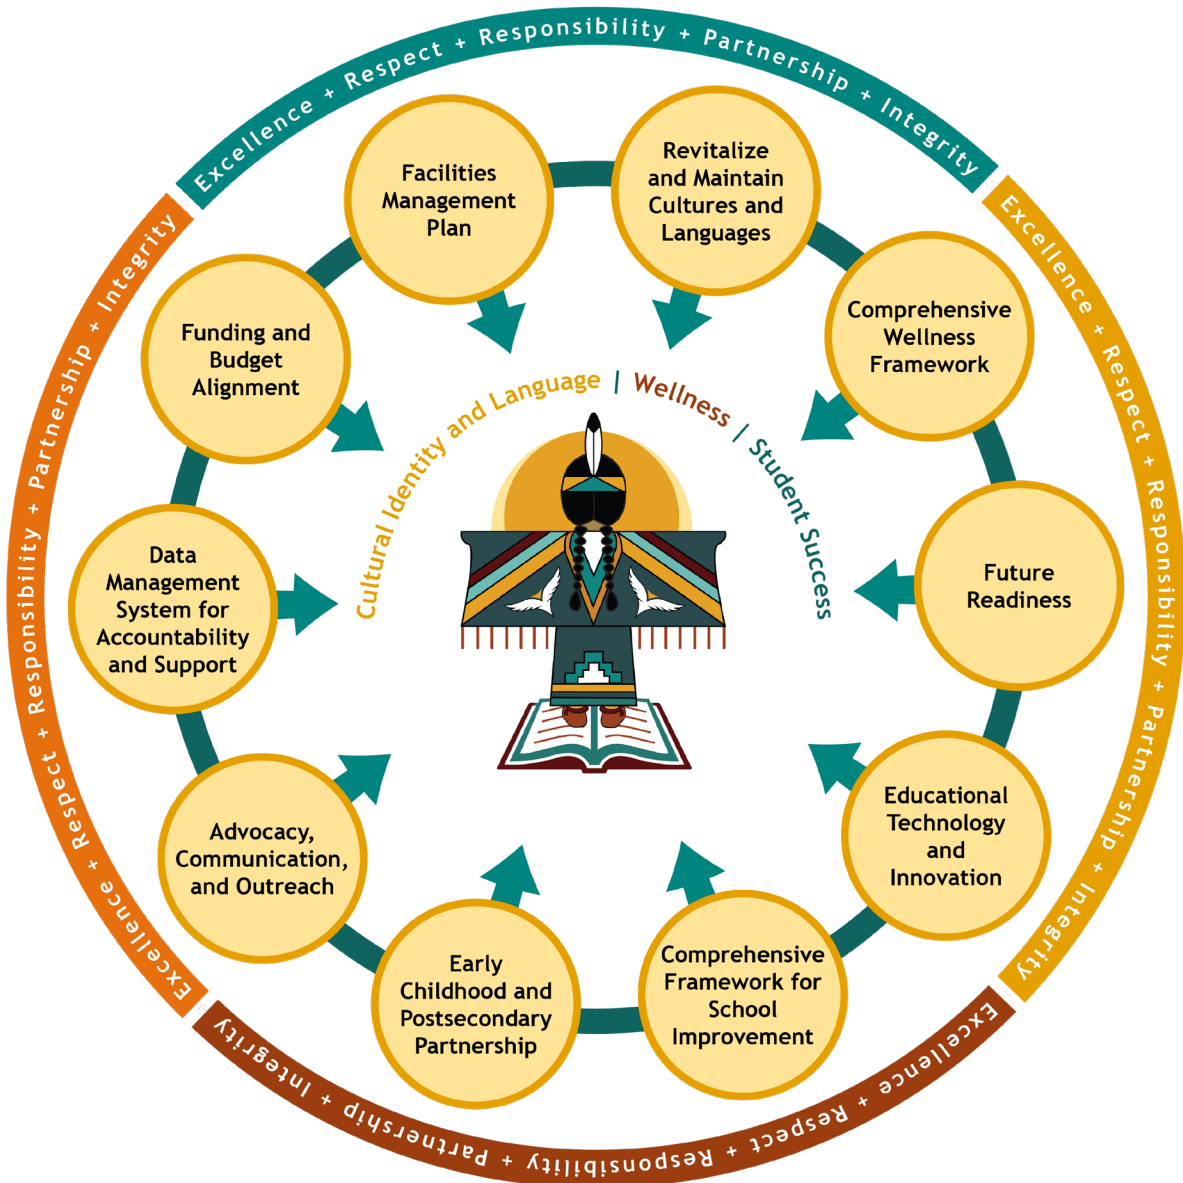 Excellence + Respect + Responsibility + Partnership + Integrity
Excellence + Respect + Responsibility + Partnership + Integrity
Excellence + Respect + Responsibility + Partnership + Integrity
Excellence + Respect + Responsibility + Partnership + Integrity
Revitalize
and Maintain
Cultures and
Languages
Comprehensive
Wellness
Framework
Future
Readiness
Educational
Technology
and
Innovation
Comprehensive
Framework for
School
Improvement
Early
Childhood and
Postsecondary
Partnership
Advocacy,
Communication,
and Outreach
Data
Management
System for
Accountability
and Support
Funding and
Budget
Alignment
Facilities
Management
Plan
Cultural Identity and Language | Wellness | Student Success